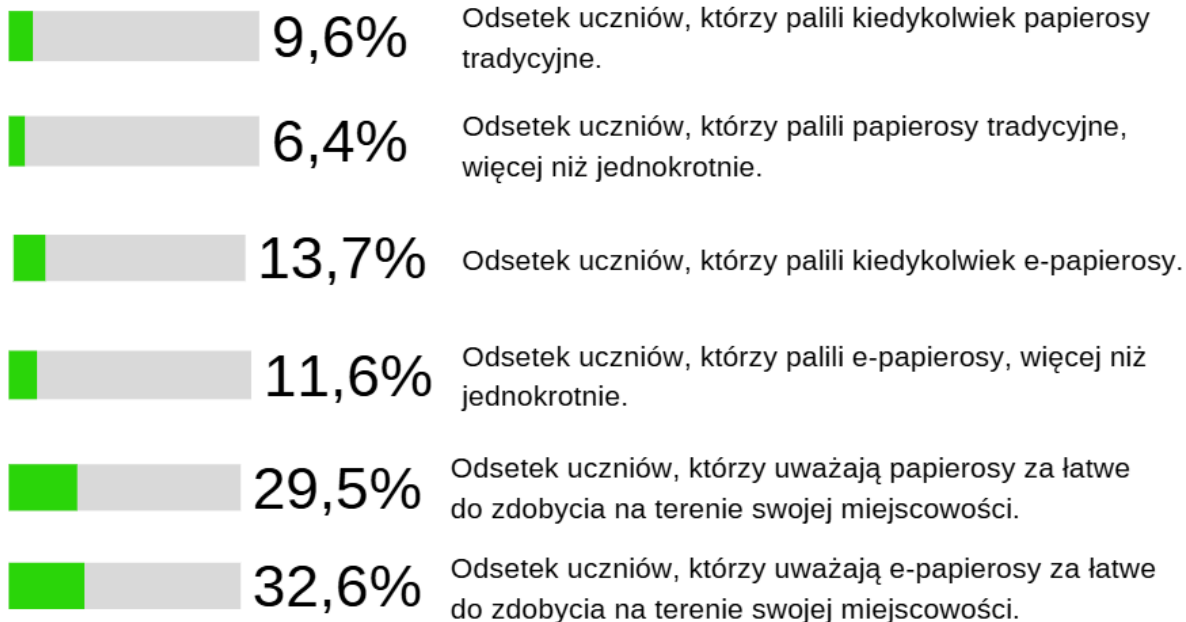 9,6%
Odsetek uczniów, którzy palili kiedykolwiek papierosy
tradycyjne.
6,4%
Odsetek uczniów, którzy palili papierosy tradycyjne,
więcej niż jednokrotnie.
13,7%
Odsetek uczniów, którzy palili kiedykolwiek e-papierosy.
11,6%
Odsetek uczniów, którzy palili e-papierosy, więcej niż
jednokrotnie.
29,5%
Odsetek uczniów, którzy uważają papierosy za łatwe
do zdobycia na terenie swojej miejscowości.
32,6%
Odsetek uczniów, którzy uważają e-papierosy za łatwe
do zdobycia na terenie swojej miejscowości.